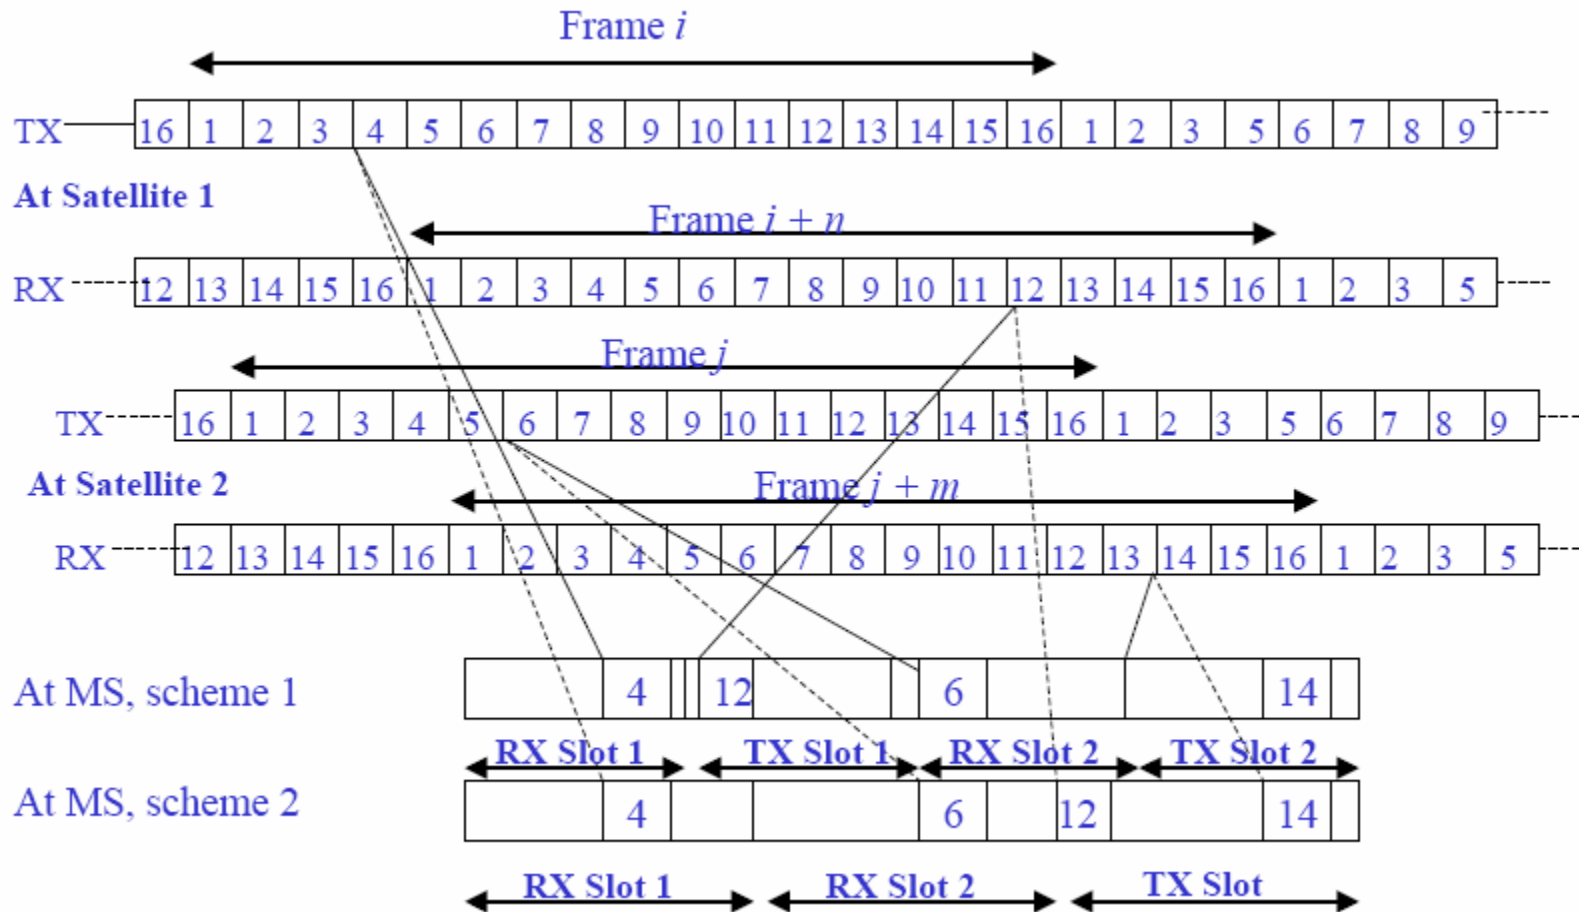 Frame i
TX 16 1 2 3 4 5 6 7 8 9 10 11 12 13 14 15 16 1 2 3 5 6 7 8 9
At Satellite 1
Frame i + n
RX 12 13 14 15 16 1 2 3 4 5 6 7 8 9 10 11 12 13 14 15 16 1 2 3 5
Frame j
TX 16 1 2 3 4 5 6 7 8 9 10 11 12 13 14 15 16 1 2 3 5 6 7 8 9
At Satellite 2
Frame j + m
RX 12 13 14 15 16 1 2 3 4 5 6 7 8 9 10 11 12 13 14 15 16 1 2 3 5
At MS, scheme 1 4 12 6 14
RX Slot 1 TX Slot 1 RX Slot 2 TX Slot 2
At MS, scheme 2 4 6 12 14
RX Slot 1 RX Slot 2 TX Slot